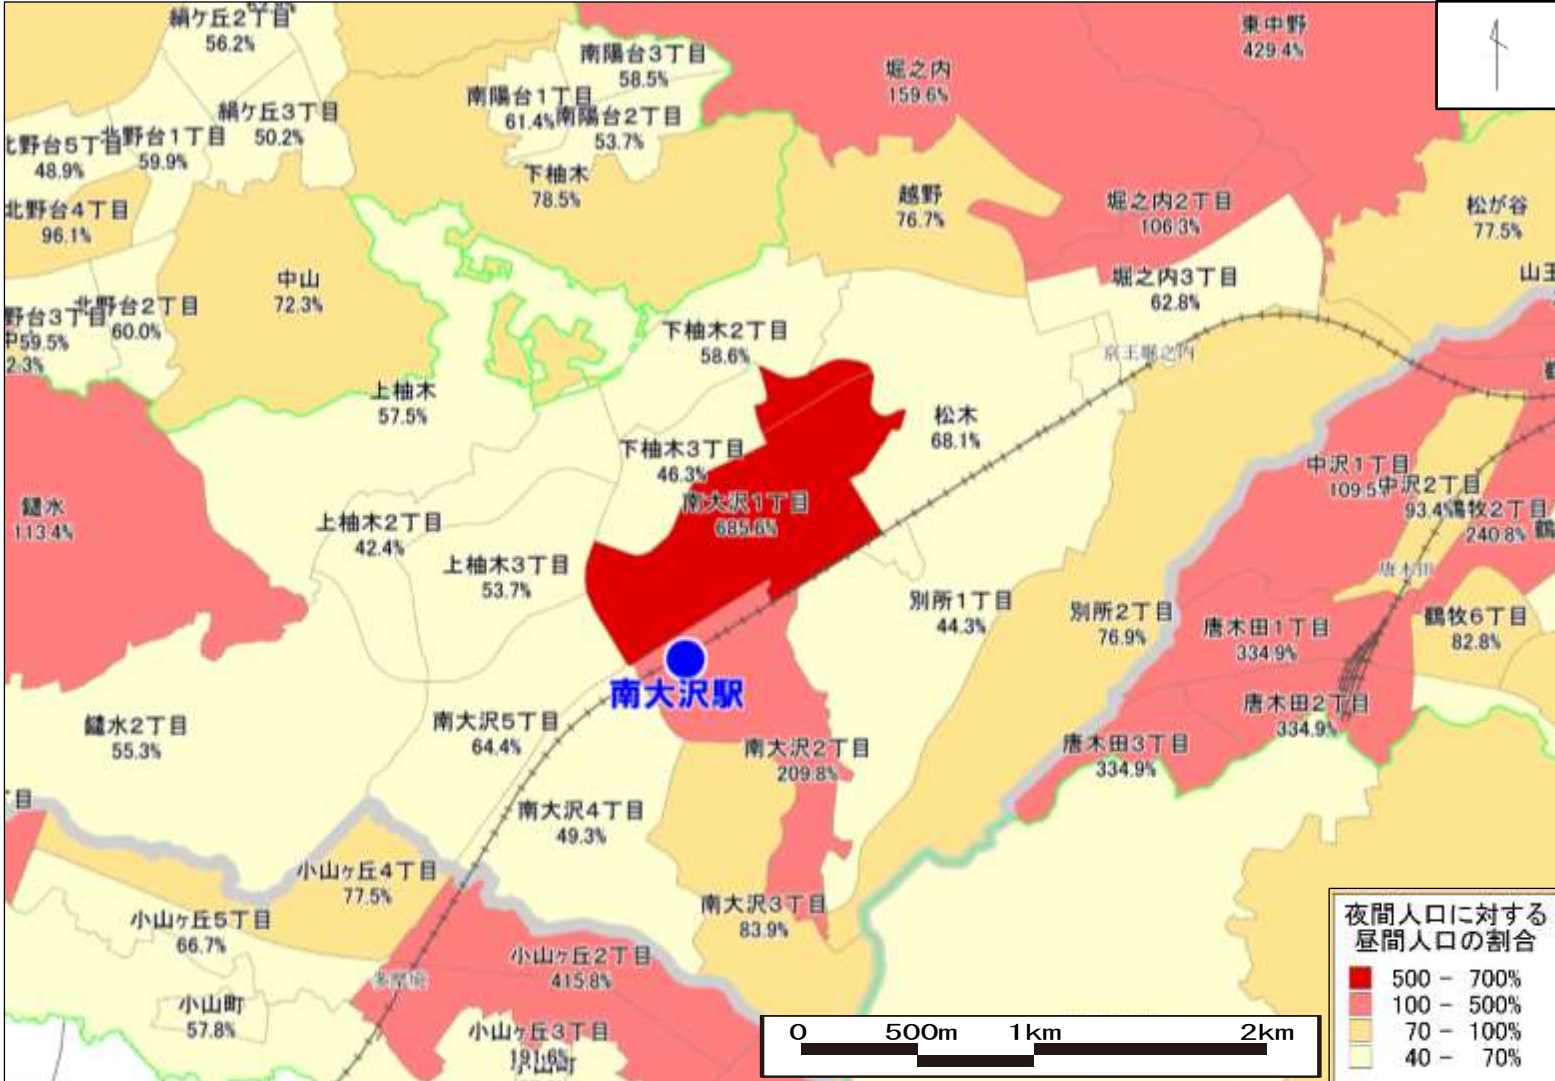 絹ケ丘2丁目
56.2%
東中野
429.4%
南陽台3丁目
58.5%
堀之内
159.6%
南陽台1丁目
61.4%
南陽台2丁目
53.7%
絹ケ丘3丁目
50.2%
北野台5丁目
48.9%
北野台1丁目
59.9%
下柚木
78.5%
越野
76.7%
堀之内2丁目
106.3%
松が谷
77.5%
北野台4丁目
96.1%
中山
72.3%
堀之内3丁目
62.8%
野台3丁目
59.5%
2.3%
北野台2丁目
60.0%
下柚木2丁目
58.6%
京王堀之内
上柚木
57.5%
松木
68.1%
下柚木3丁目
46.3%
中沢1丁目
109.5%
中沢2丁目
93.4%
鑓水
113.4%
南大沢1丁目
685.6%
鶴牧2丁目
240.8%
上柚木2丁目
42.4%
上柚木3丁目
53.7%
唐木田
別所1丁目
44.3%
別所2丁目
76.9%
唐木田1丁目
334.9%
鶴牧6丁目
82.8%
南大沢駅
唐木田2丁目
334.9%
鑓水2丁目
55.3%
南大沢5丁目
64.4%
南大沢2丁目
209.8%
唐木田3丁目
334.9%
南大沢4丁目
49.3%
小山ヶ丘4丁目
77.5%
南大沢3丁目
83.9%
小山ヶ丘5丁目
66.7%
小山ヶ丘2丁目
415.8%
多摩境
小山町
57.8%
小山ヶ丘3丁目
191.6%
小山町
夜間人口に対する
昼間人口の割合
500 － 700%
100 － 500%
70 － 100%
40 － 70%
0 500m 1km 2km